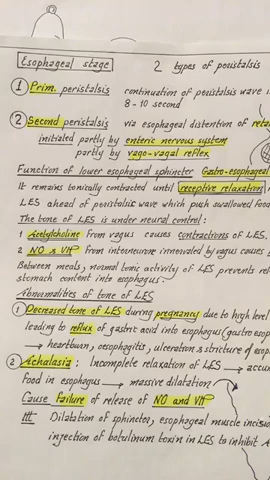 Esophageal stage 2 types of peristalsis
1 Prim. peristalsis continuation of peristalsis wave
8 - 10 second
2 Second peristalsis via esophageal distention of
initiated partly by enteric nervous system
partly by vago-vagal reflex
Function of lower esophageal sphincter Gastro-esophageal
It remains tonically contracted until receptive relaxation
LES ahead of peristalsis wave which push swallowed food
The tone of LES is under neural control:
1 Acetylcholine from vagus causes contractions of LES.
2 NO & VIP from interneuron innervated by vagus causes
Between meals, normal tonic activity of LES prevents
stomach content into esophagus.
Abnormalities of tone of LES
1 Decreased tone of LES during pregnancy due to high level
leading to reflux of gastric acid into esophagus (gastro
→ heartburn, oesophagitis, ulceration & stricture of
2 Achalasia : Incomplete relaxation of LES →
Food in esophagus → massive dilatation
Cause failure of release of NO and VIP
Dilatation of sphincter, esophageal muscle
injection of botulinum toxin in LES to inhibit